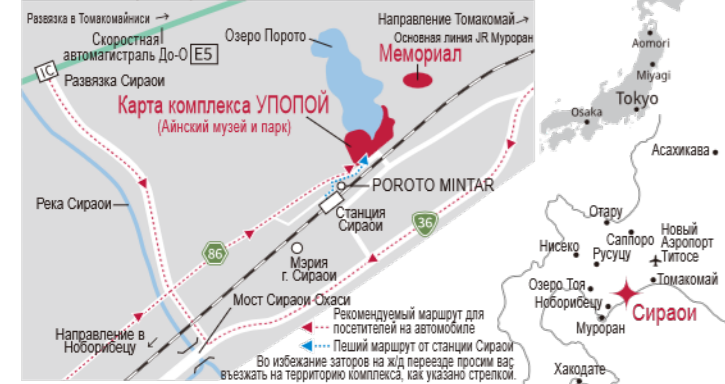 Развязка в Томакомайниси
Направление Томакомай
Скоростная
автомагистраль До-О E5
Озеро Порото
Основная линия JR Муроран
Мемориал
IC
Развязка Сираои
Карта комплекса УПОПОЙ
(Айнский музей и парк)
POROTO MINTAR
Река Сираои
Станция
Сираои
36
86
Мэрия
г. Сираои
Мост Сираои Охаси
Направление в
Ноборибецу
Рекомендуемый маршрут для
посетителей на автомобиле
Пеший маршрут от станции Сираои
Во избежание заторов на ж/д переезде просим вас
въезжать на территорию комплекса, как указано стрелкой.
Aomori
Miyagi
Tokyo
Osaka
Асахикава
Отару
Саппоро
Новый
Аэропорт
Титосе
Нисеко
Русуцу
Томакомай
Озеро Тоя
Ноборибецу
Сираои
Муроран
Хакодате